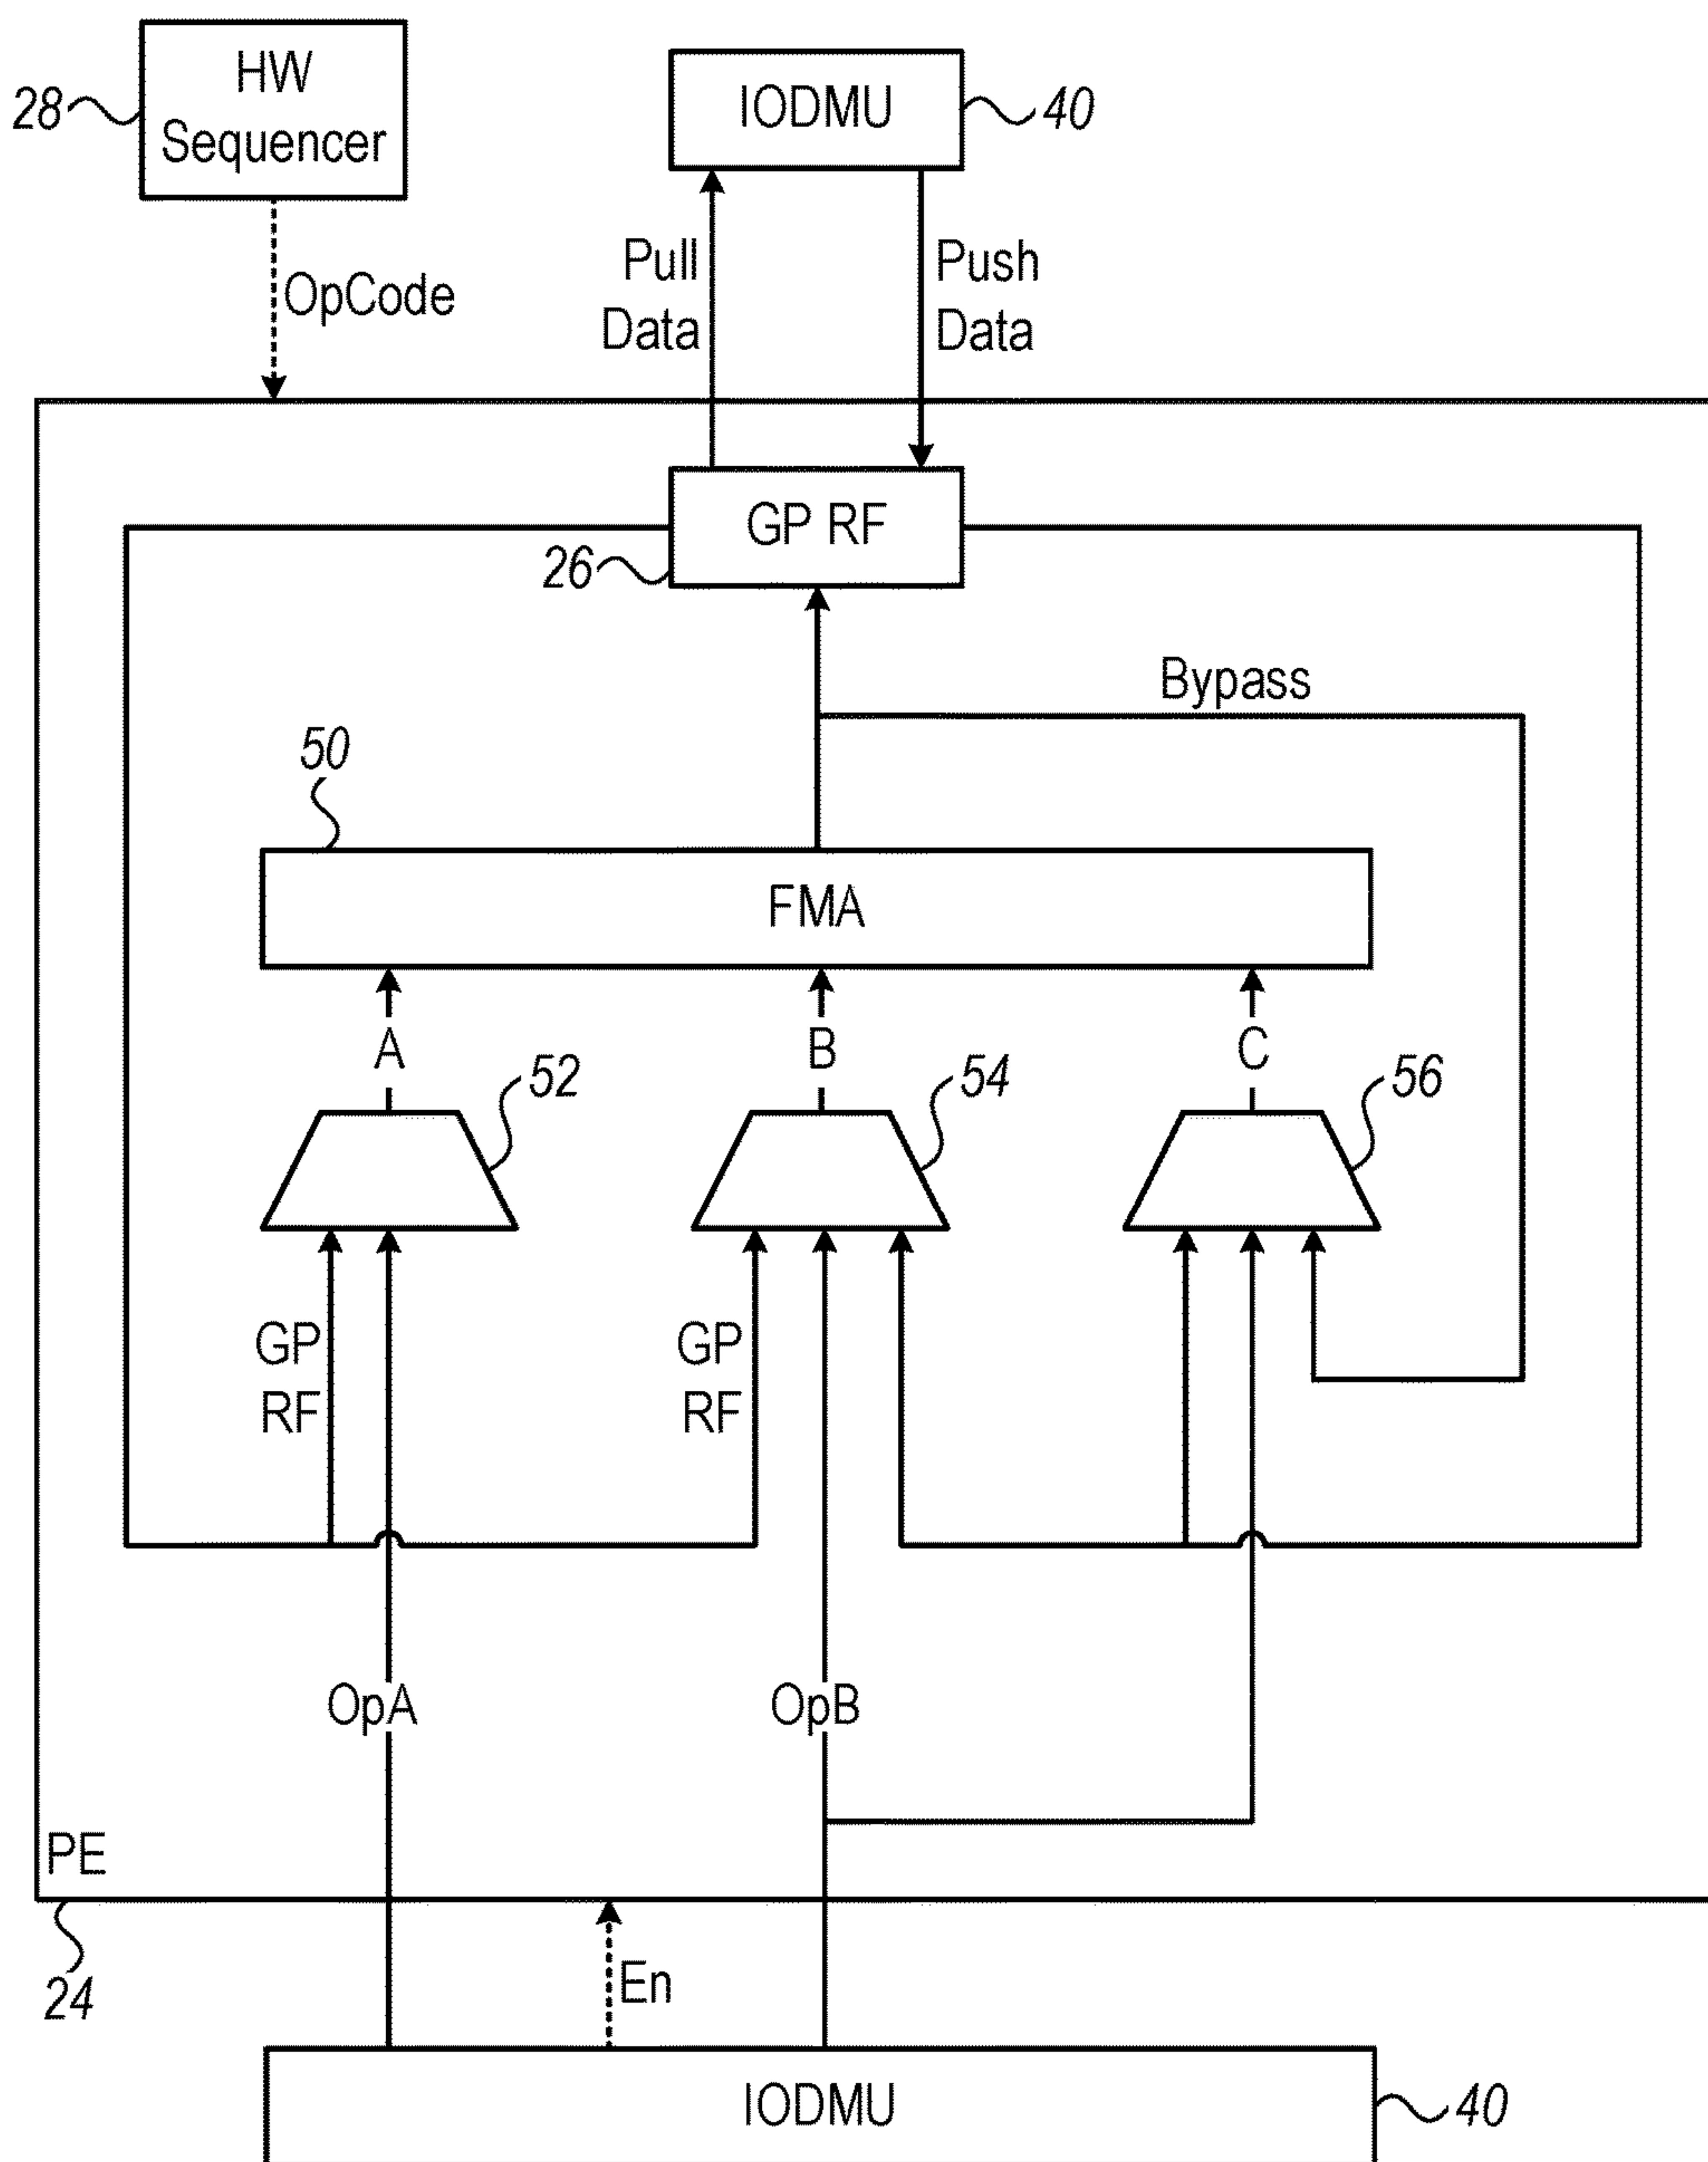 HW
Sequencer
28
IODMU
40
OpCode
Pull
Data
Push
Data
GP RF
26
Bypass
50
FMA
A
B
C
52
54
56
GP
RF
GP
RF
OpA
OpB
PE
24
En
IODMU
40